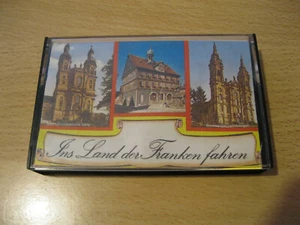 Ins Land der Franken fahren